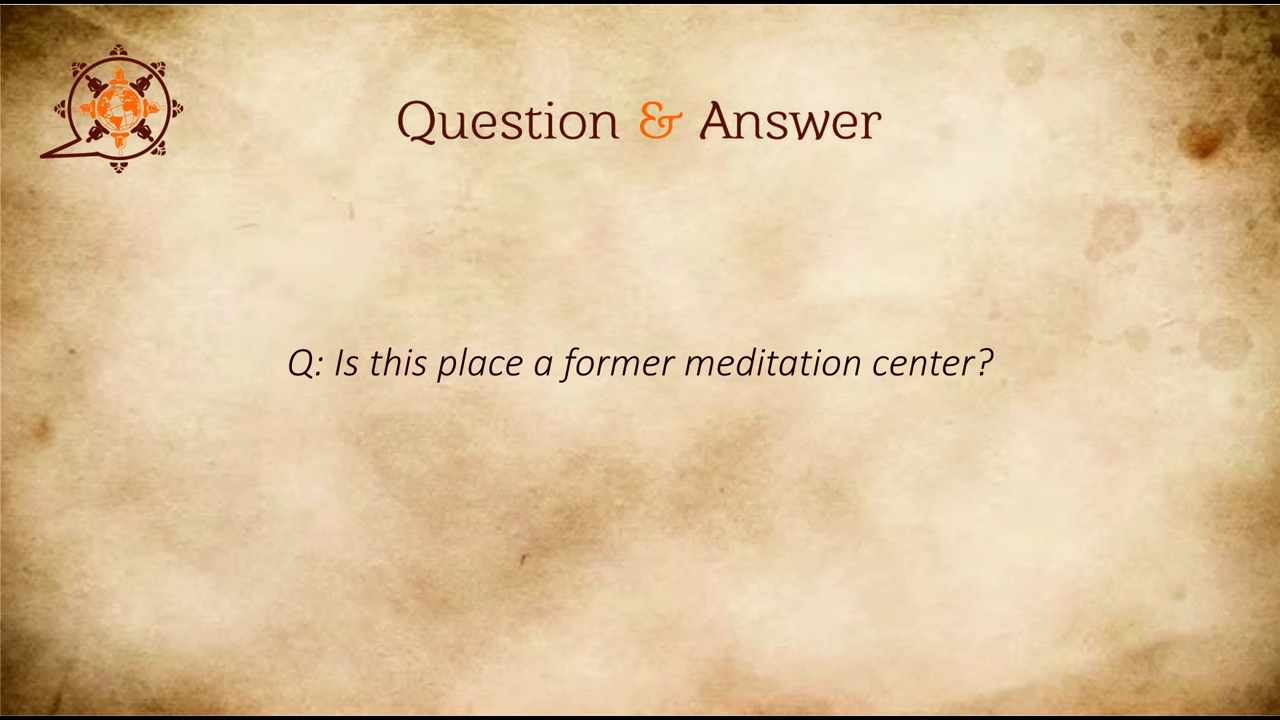 Question & Answer
Q: Is this place a former meditation center?